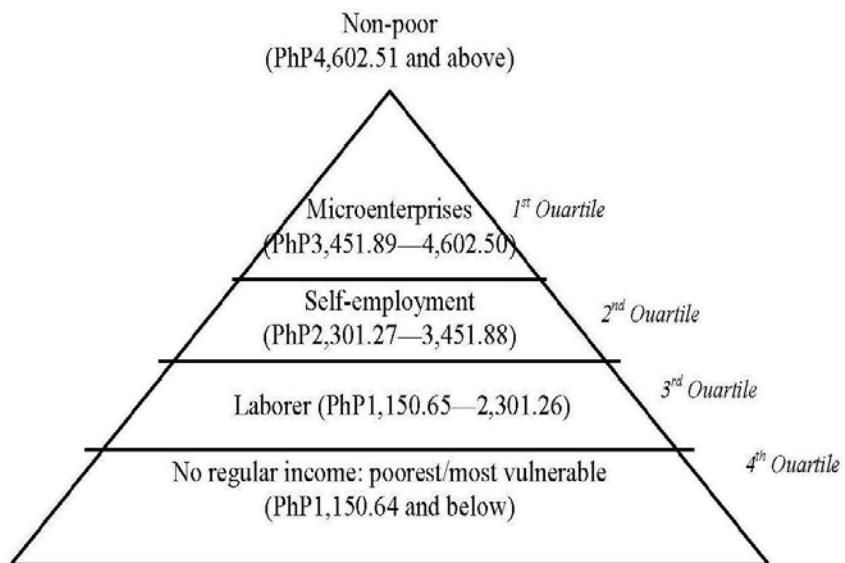 Non-poor
(PhP4,602.51 and above)
Microenterprises
1st Ouartile
(PhP3,451.89—4,602.50)
Self-employment
2nd Ouartile
(PhP2,301.27—3,451.88)
3rd Ouartile
Laborer (PhP1,150.65—2,301.26)
4th Ouartile
No regular income: poorest/most vulnerable
(PhP1,150.64 and below)